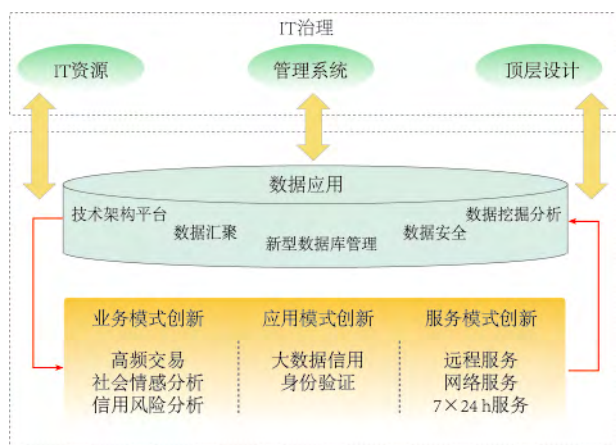 IT治理
IT资源
管理系统
顶层设计
数据应用
技术架构平台
数据汇聚
新型数据库管理
数据安全
数据挖掘分析
业务模式创新
高频交易
社会情感分析
信用风险分析
应用模式创新
大数据信用
身份验证
服务模式创新
远程服务
网络服务
7×24 h服务